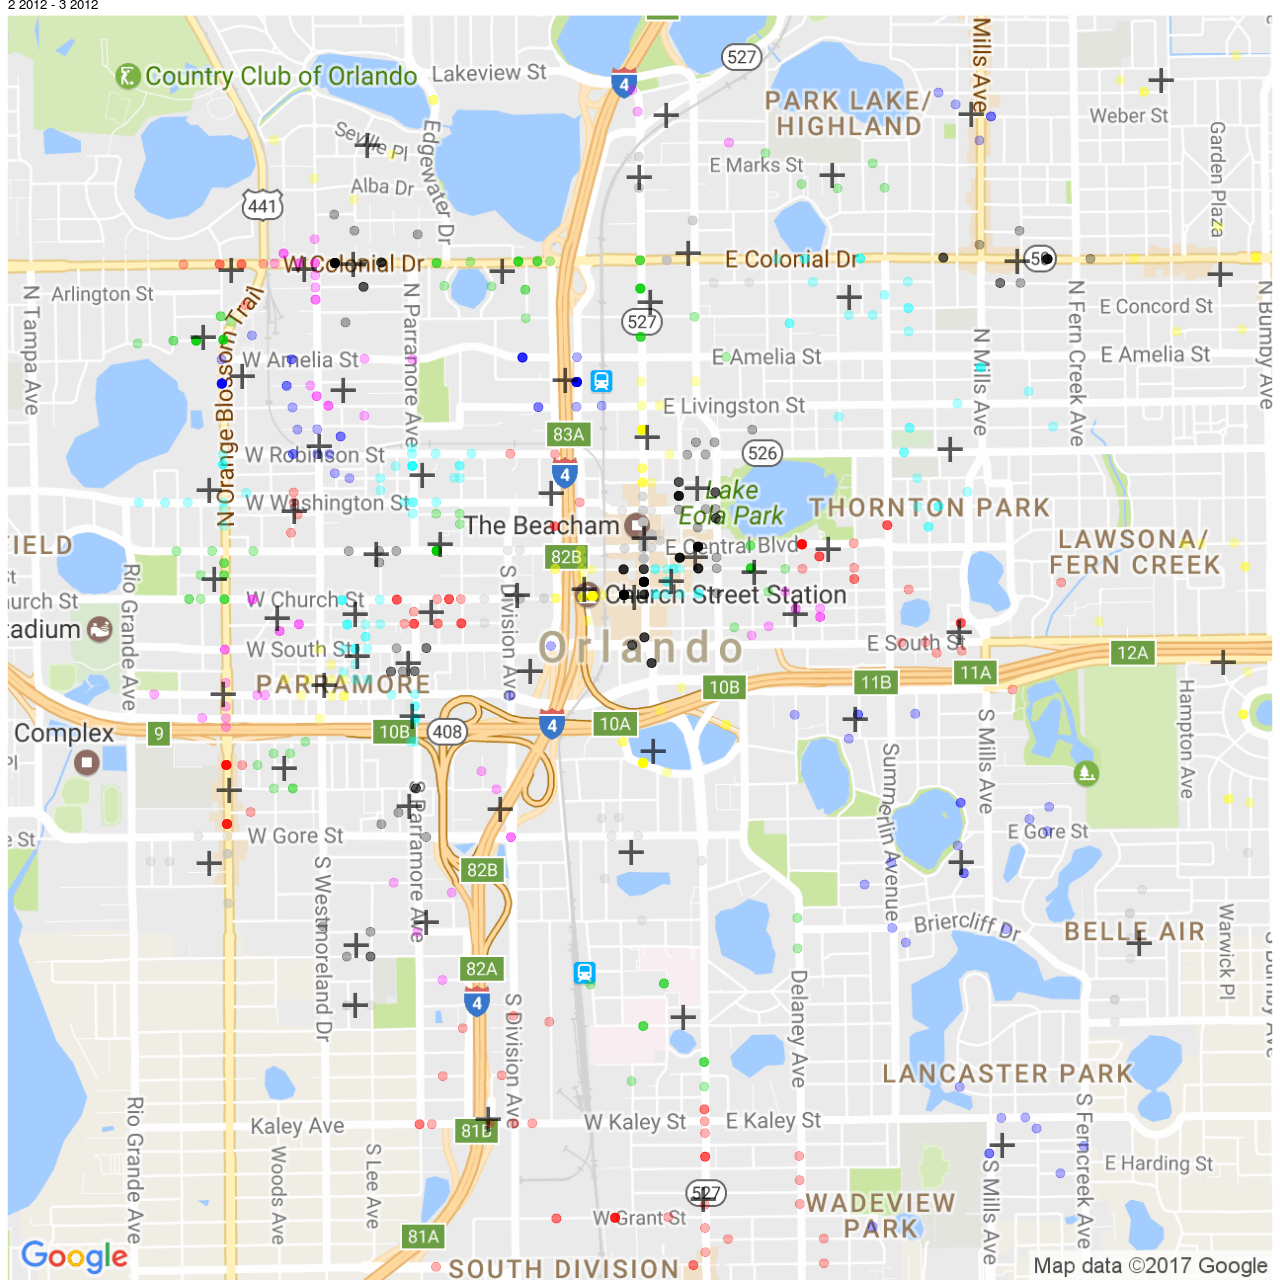 2 2012 - 3 2012
Country Club of Orlando
Lakeview St
4
527
PARK LAKE/
HIGHLAND
Mills Ave
Weber St
Seville Pl
Edgewater Dr
E Marks St
Garden Plaza
Alba Dr
441
W Colonial Dr
E Colonial Dr
50
Arlington St
N Tampa Ave
N Orange Blossom Trail
N Parramore Ave
527
N Fern Creek Ave
E Concord St
N Bumby Ave
W Amelia St
E Amelia St
N Mills Ave
E Amelia St
E Livingston St
83A
W Robinson St
526
4
W Washington St
Lake
Eola Park
THORNTON PARK
The Beacham
FIELD
82B
E Central Blvd
LAWSONA/
FERN CREEK
Rio Grande Ave
S Division Ave
W Church St
Church Street Station
Orlando
W South St
E South St
12A
PARRAMORE
10B
11B
11A
Hampton Ave
Complex
9
10B
408
4
10A
S Mills Ave
Summerlin Avenue
S Parramore Ave
W Gore St
E Gore St
82B
S Westmoreland Dr
Briercliff Dr
BELLE AIR
Warwick Pl
82A
4
S Division Ave
Delaney Ave
LANCASTER PARK
Rio Grande Ave
Kaley Ave
81B
W Kaley St
E Kaley St
S Ferncreek Ave
Woods Ave
S Lee Ave
S Mills Ave
E Harding St
527
WADEVIEW
PARK
W Grant St
81A
Google
SOUTH DIVISION
Map data ©2017 Google